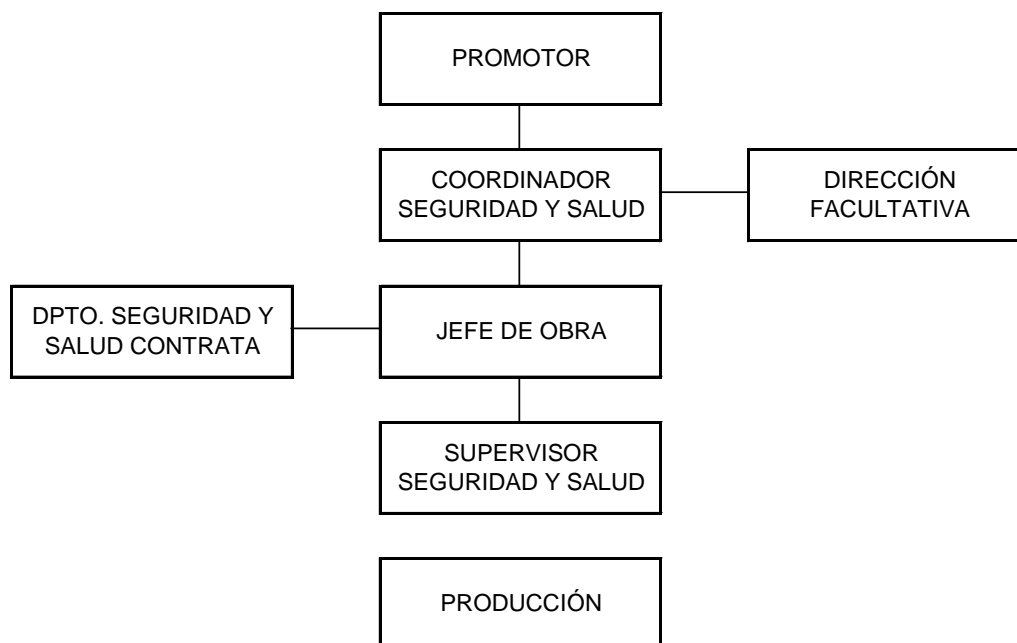 PROMOTOR
COORDINADOR
SEGURIDAD Y SALUD
DIRECCIÓN
FACULTATIVA
DPTO. SEGURIDAD Y
SALUD CONTRATA
JEFE DE OBRA
SUPERVISOR
SEGURIDAD Y SALUD
PRODUCCIÓN